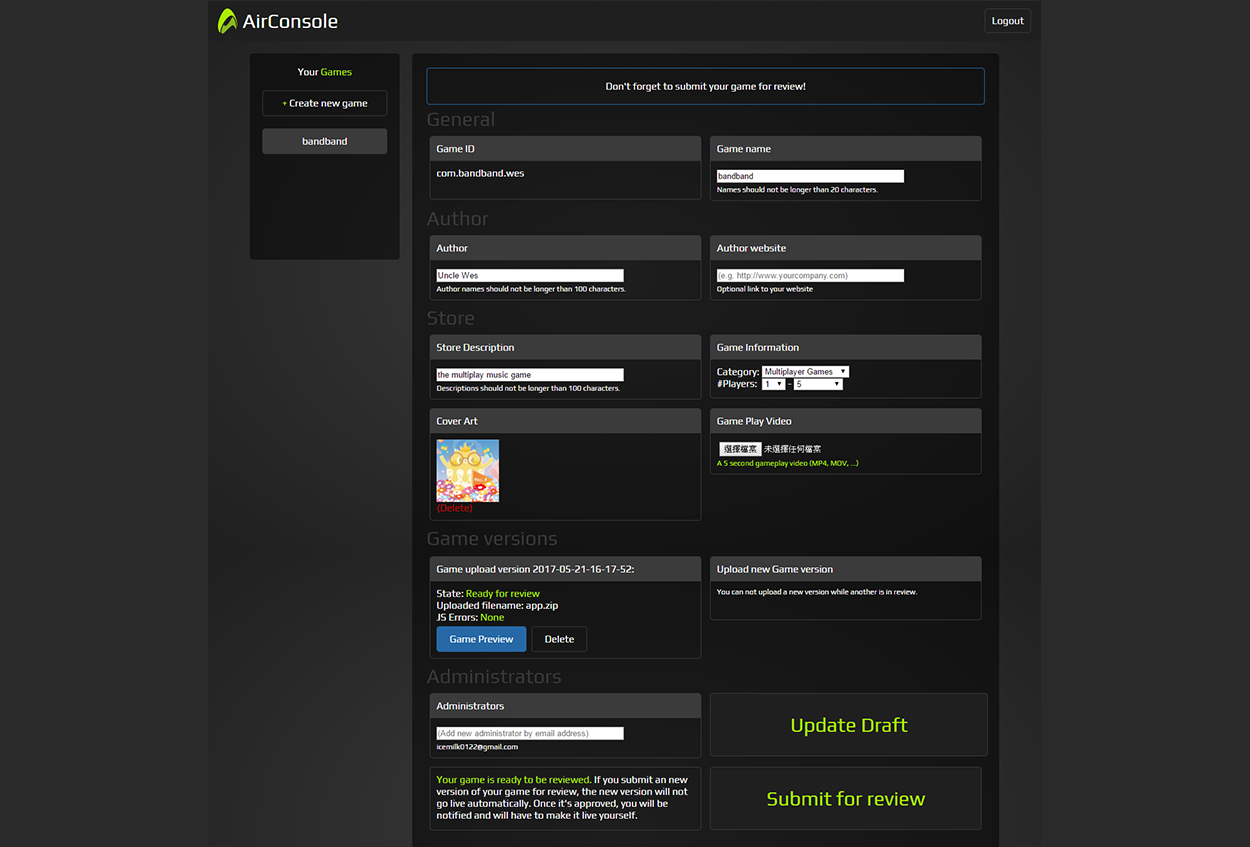 AirConsole
Logout
Your Games
+ Create new game
bandband
Don't forget to submit your game for review!
General
Game ID
com.bandband.wes
Game name
bandband
Names should not be longer than 20 characters.
Author
Author
Uncle Wes
Author names should not be longer than 100 characters.
Author website
(e.g. http://www.yourcompany.com)
Optional link to your website
Store
Store Description
the multiplay music game
Descriptions should not be longer than 100 characters.
Game Information
Category: Multiplayer Games
#Players: 1 - 5
Cover Art
(Delete)
Game Play Video
選擇檔案 未選擇任何檔案
A 5 second gameplay video (MP4, MOV, ...)
Game versions
Game upload version 2017-05-21-16-17-52:
State: Ready for review
Uploaded filename: app.zip
JS Errors: None
Game Preview
Delete
Upload new Game version
You can not upload a new version while another is in review.
Administrators
Administrators
(Add new administrator by email address)
icemilk0122@gmail.com
Update Draft
Your game is ready to be reviewed. If you submit an new
version of your game for review, the new version will not
go live automatically. Once it's approved, you will be
notified and will have to make it live yourself.
Submit for review